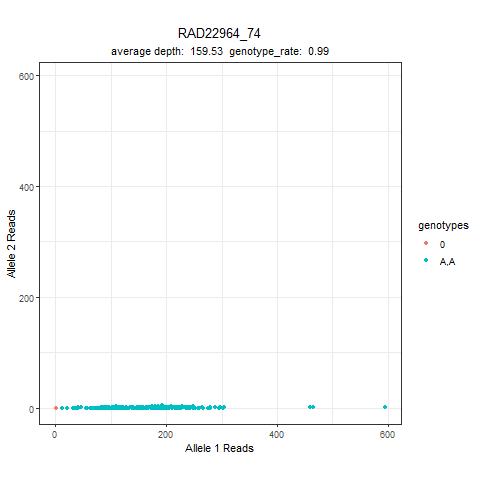 RAD22964_74
average depth:  159.53  genotype_rate:  0.99
600
400
200
0
Allele 2 Reads
0
200
400
600
Allele 1 Reads
genotypes
0
A,A